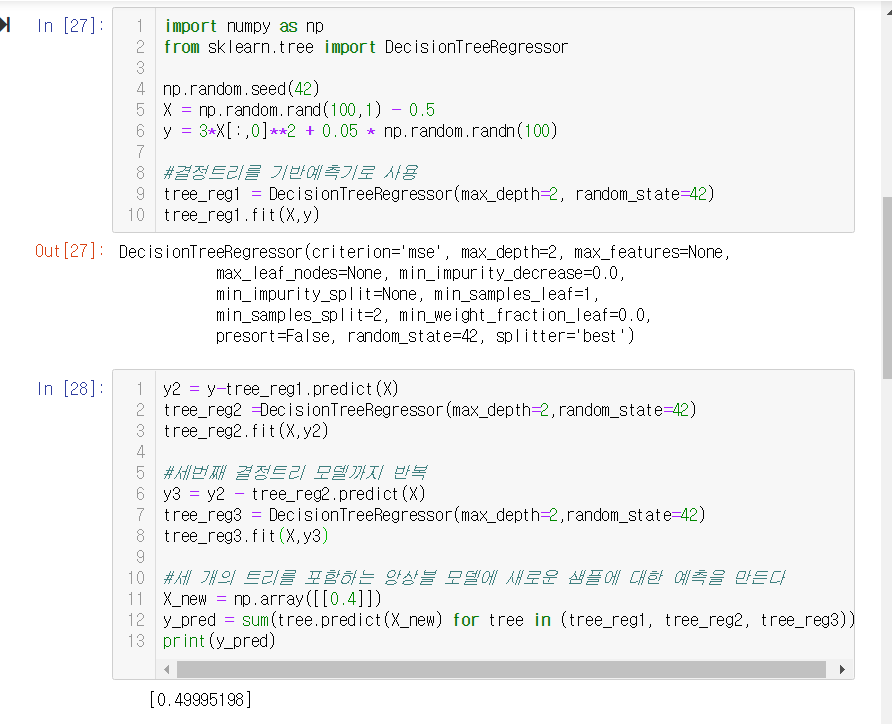 In [27]:
1 import numpy as np
2 from sklearn.tree import DecisionTreeRegressor
3
4 np.random.seed(42)
5 X = np.random.rand(100,1) - 0.5
6 y = 3*X[:,0]**2 + 0.05 * np.random.randn(100)
7
8 #결정트리를 기반예측기로 사용
9 tree_reg1 = DecisionTreeRegressor(max_depth=2, random_state=42)
10 tree_reg1.fit(X,y)
Out[27]: DecisionTreeRegressor(criterion='mse', max_depth=2, max_features=None,
max_leaf_nodes=None, min_impurity_decrease=0.0,
min_impurity_split=None, min_samples_leaf=1,
min_samples_split=2, min_weight_fraction_leaf=0.0,
presort=False, random_state=42, splitter='best')
In [28]:
1 y2 = y-tree_reg1.predict(X)
2 tree_reg2 =DecisionTreeRegressor(max_depth=2,random_state=42)
3 tree_reg2.fit(X,y2)
4
5 #세번째 결정트리 모델까지 반복
6 y3 = y2 - tree_reg2.predict(X)
7 tree_reg3 = DecisionTreeRegressor(max_depth=2,random_state=42)
8 tree_reg3.fit(X,y3)
9
10 #세 개의 트리를 포함하는 앙상블 모델에 새로운 샘플에 대한 예측을 만든다
11 X_new = np.array([[0.4]])
12 y_pred = sum(tree.predict(X_new) for tree in (tree_reg1, tree_reg2, tree_reg3))
13 print(y_pred)
[0.49995198]